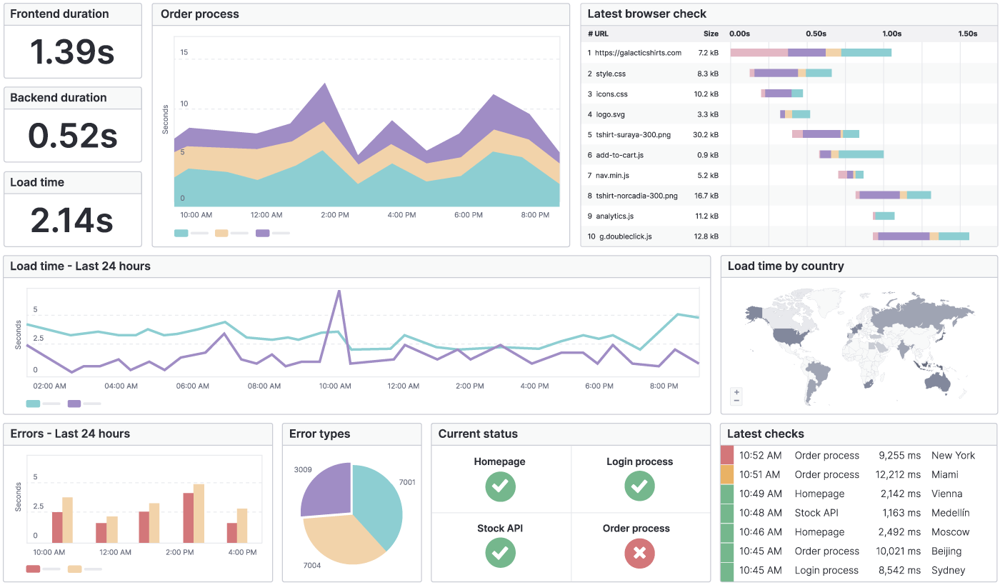 Frontend duration
1.39s
Backend duration
0.52s
Load time
2.14s
Order process
Seconds
15
10
5
0
10:00 AM 12:00 AM 2:00 PM 4:00 PM 6:00 PM 8:00 PM
Latest browser check
# URL Size 0.00s 0.50s 1.00s 1.50s
1 https://galacticshirts.com 7.2 kB
2 style.css 8.3 kB
3 icons.css 10.2 kB
4 logo.svg 3.3 kB
5 tshirt-suraya-300.png 30.2 kB
6 add-to-cart.js 0.9 kB
7 nav.min.js 5.2 kB
8 tshirt-norcadia-300.png 16.7 kB
9 analytics.js 11.2 kB
10 g.doubleclick.js 12.8 kB
Load time - Last 24 hours
Seconds
5
2.5
0
02:00 AM 04:00 AM 06:00 AM 08:00 AM 10:00 AM 12:00 AM 2:00 PM 4:00 PM 6:00 PM 8:00 PM
Load time by country
+
−
Errors - Last 24 hours
Seconds
5
2.5
0
10:00 AM 12:00 AM 2:00 PM 4:00 PM
Error types
3009
7001
7004
Current status
Homepage
Login process
Stock API
Order process
Latest checks
10:52 AM Order process 9,255 ms New York
10:51 AM Order process 12,212 ms Miami
10:49 AM Homepage 2,142 ms Vienna
10:48 AM Stock API 1,163 ms Medellín
10:46 AM Homepage 2,492 ms Moscow
10:45 AM Order process 10,021 ms Beijing
10:45 AM Login process 8,542 ms Sydney